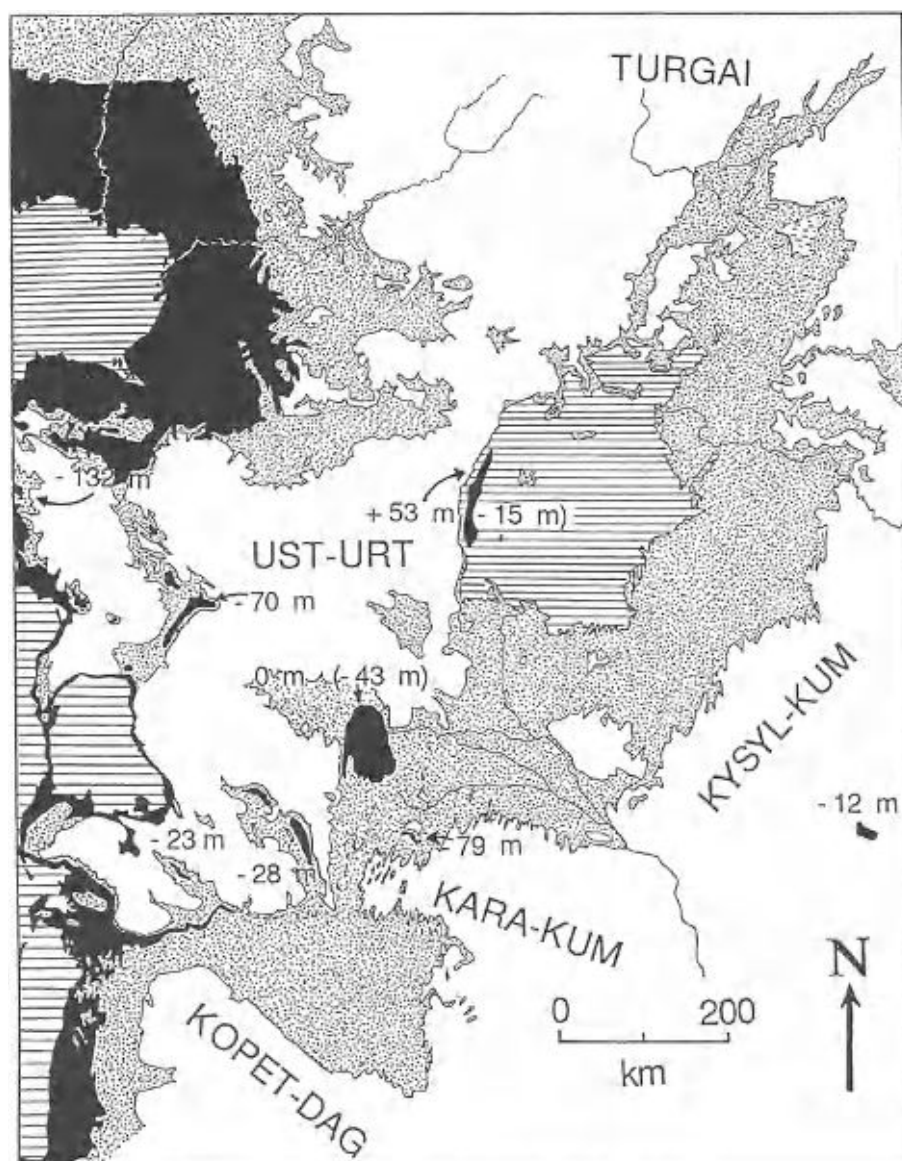 TURGAI
- 132 m
+ 53 m (- 15 m)
UST-URT
- 70 m
0 m (- 43 m)
KYSYL-KUM
- 12 m
- 23 m
- 79 m
- 28 m
KARA-KUM
N
0 200
km
KOPET-DAG